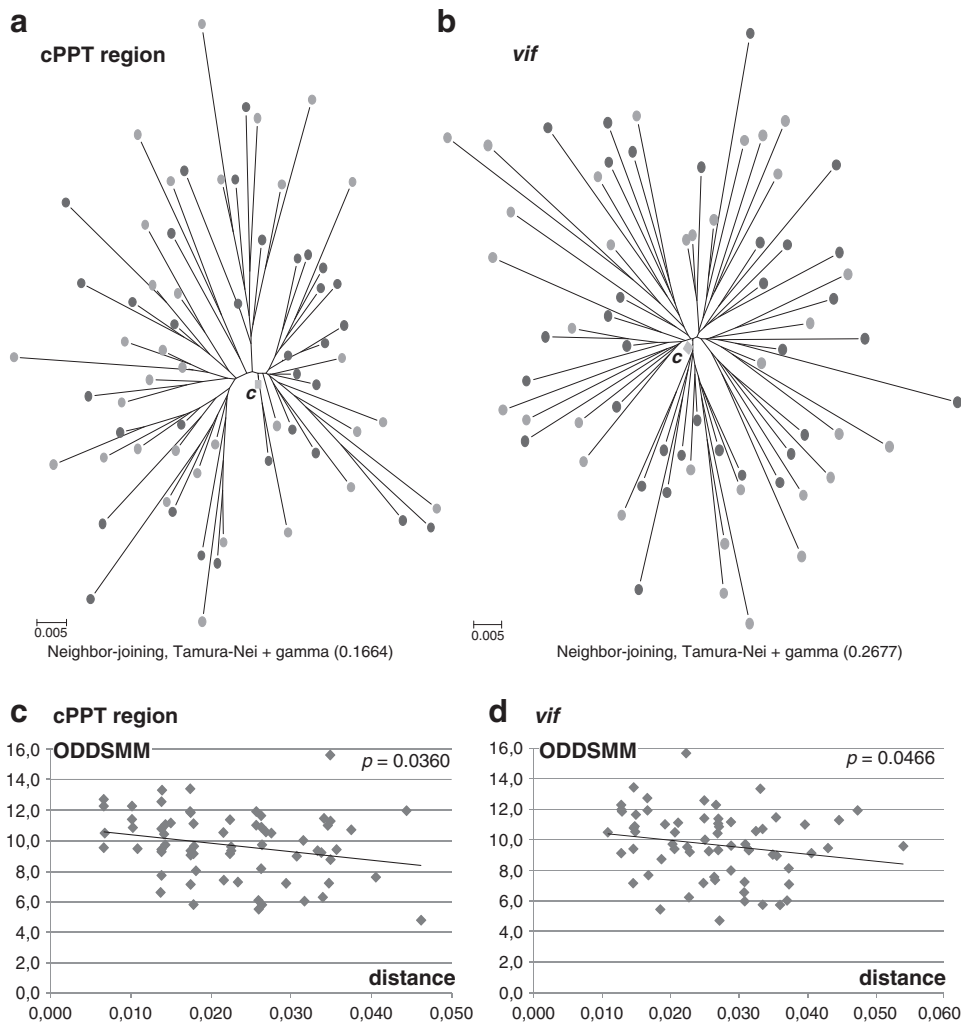 a
cPPT region
c
0.005
Neighbor-joining, Tamura-Nei + gamma (0.1664)
b
vif
c
0.005
Neighbor-joining, Tamura-Nei + gamma (0.2677)
c cPPT region
ODDSMM
p = 0.0360
16,0
14,0
12,0
10,0
8,0
6,0
4,0
2,0
0,0
distance
0,000 0,010 0,020 0,030 0,040 0,050
d vif
ODDSMM
p = 0.0466
16,0
14,0
12,0
10,0
8,0
6,0
4,0
2,0
0,0
distance
0,000 0,010 0,020 0,030 0,040 0,050 0,060